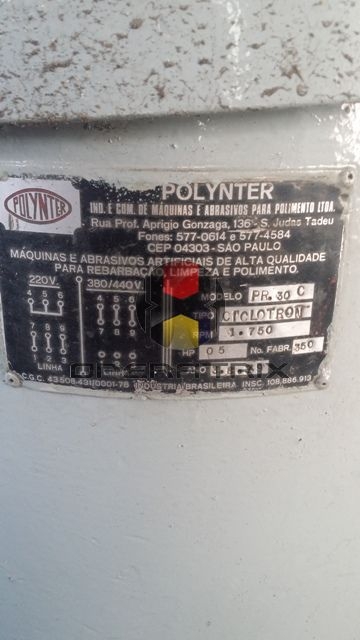 POLYNTER
POLYNTER
IND. E COM. DE MÁQUINAS E ABRASIVOS PARA POLIMENTO LTDA.
Rua Prof. Aprigio Gonzaga, 136 - S. Judas Tadeu
Fones: 577-0614 e 577-4584
CEP 04303 - SÃO PAULO
MÁQUINAS E ABRASIVOS ARTIFICIAIS DE ALTA QUALIDADE
PARA REBARBAÇÃO, LIMPEZA E POLIMENTO.
220V. 380/440V. MODELO PR.30 C
4 5 6 4 5 6 TIPO CICLOTRON
7 8 9 7 8 9 RPM 1.750
HP 05 No. FABR. 350
1 2 3
LINHA
OPERATRIX
C.G.C. 43.508.431/0001-78 INDÚSTRIA BRASILEIRA INSC. 108.886.913